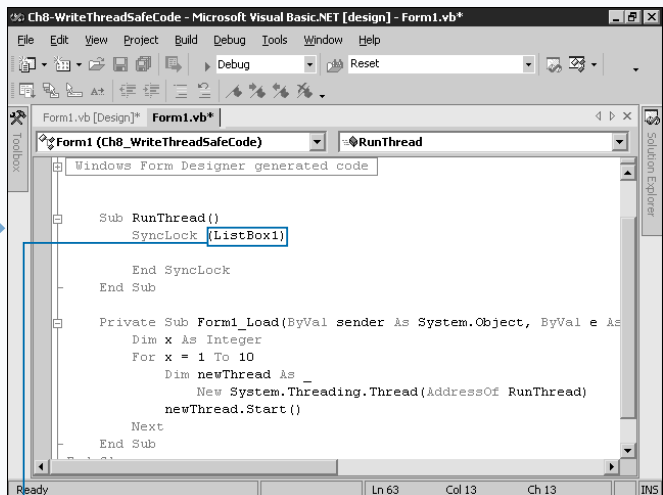 Ch8-WriteThreadSafeCode - Microsoft Visual Basic.NET [design] - Form1.vb*
File Edit View Project Build Debug Tools Window Help
Debug Reset
Form1.vb [Design]* Form1.vb*
Form1 (Ch8_WriteThreadSafeCode) RunThread
Toolbox
Solution Explorer
Windows Form Designer generated code
Sub RunThread()
SyncLock (ListBox1)
End SyncLock
End Sub
Private Sub Form1_Load(ByVal sender As System.Object, ByVal e As
Dim x As Integer
For x = 1 To 10
Dim newThread As _
New System.Threading.Thread(AddressOf RunThread)
newThread.Start()
Next
End Sub
Ready Ln 63 Col 13 Ch 13 INS